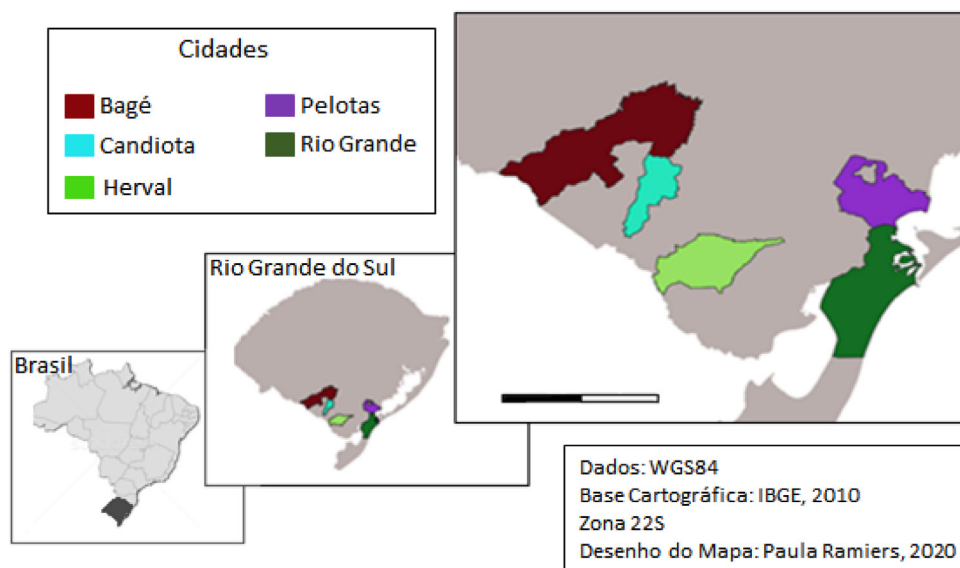 Cidades
Bagé
Pelotas
Candiota
Rio Grande
Herval
Rio Grande do Sul
Brasil
Dados: WGS84
Base Cartográfica: IBGE, 2010
Zona 22S
Desenho do Mapa: Paula Ramiers, 2020